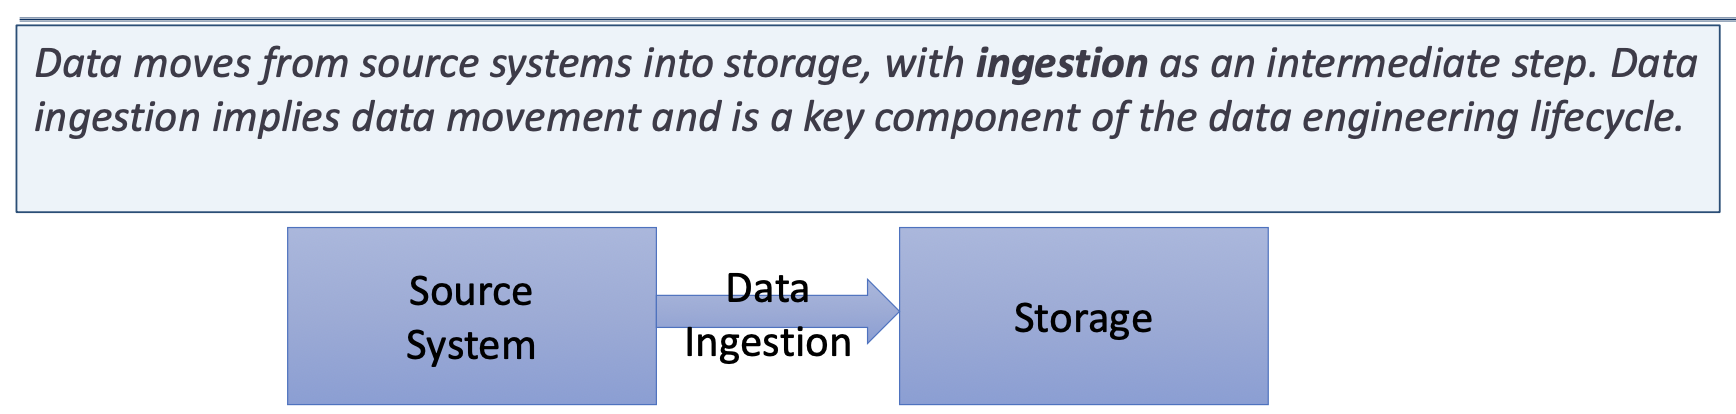 Data moves from source systems into storage, with ingestion as an intermediate step. Data
ingestion implies data movement and is a key component of the data engineering lifecycle.
Source
System
Data
Ingestion
Storage